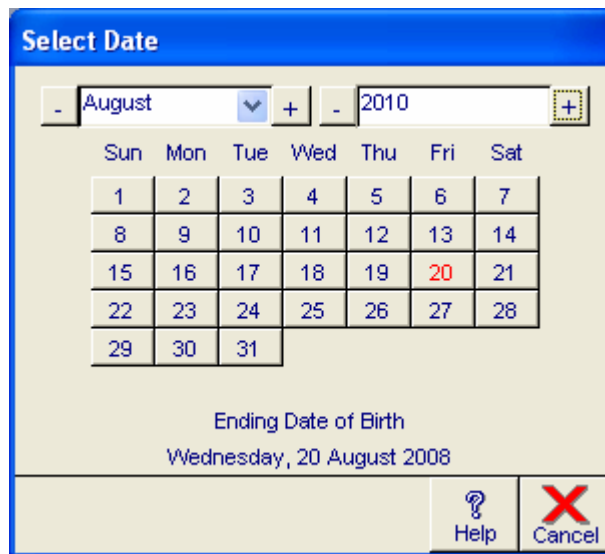 Select Date
- August + - 2010 +
Sun Mon Tue Wed Thu Fri Sat
1 2 3 4 5 6 7
8 9 10 11 12 13 14
15 16 17 18 19 20 21
22 23 24 25 26 27 28
29 30 31
Ending Date of Birth
Wednesday, 20 August 2008
? 
Help Cancel